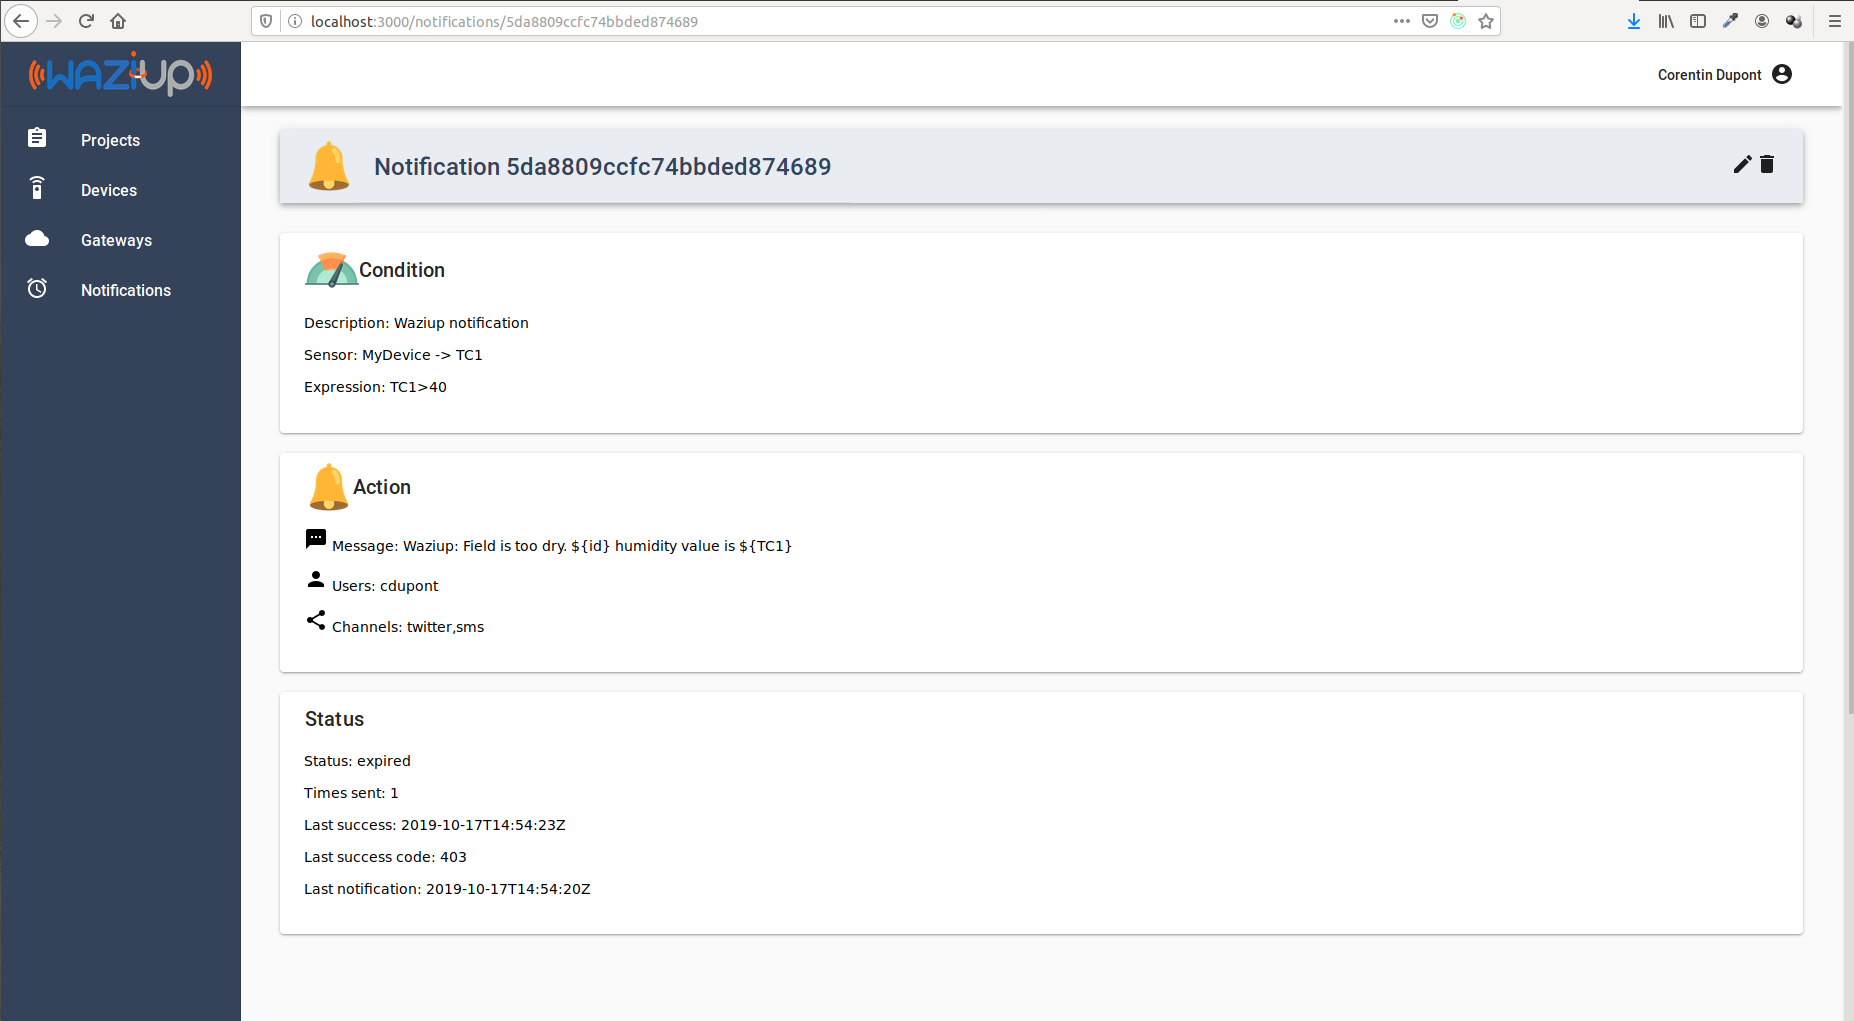 localhost:3000/notifications/5da8809ccfc74bbded874689
WAZIUP
Corentin Dupont
Projects
Devices
Gateways
Notifications
Notification 5da8809ccfc74bbded874689
Condition
Description: Waziup notification
Sensor: MyDevice -> TC1
Expression: TC1>40
Action
Message: Waziup: Field is too dry. ${id} humidity value is ${TC1}
Users: cdupont
Channels: twitter,sms
Status
Status: expired
Times sent: 1
Last success: 2019-10-17T14:54:23Z
Last success code: 403
Last notification: 2019-10-17T14:54:20Z